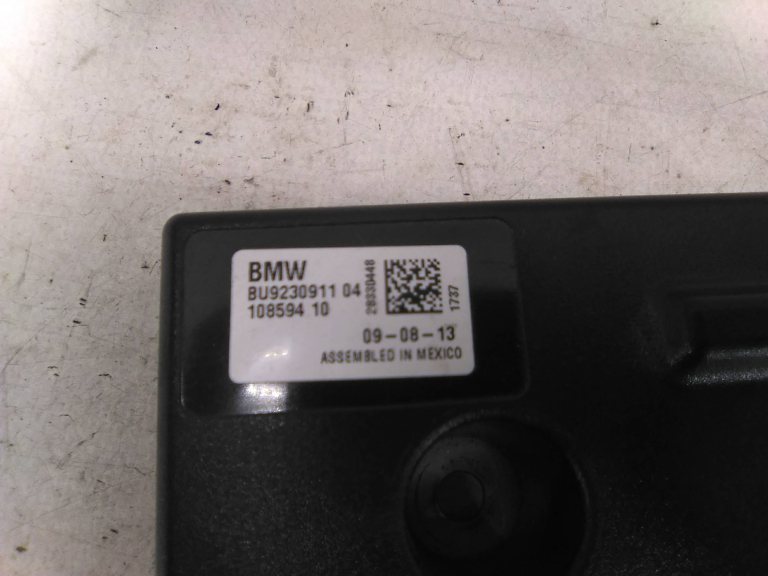 BMW
BU9230911 04
108594 10
28330448
1737
09-08-13
ASSEMBLED IN MEXICO